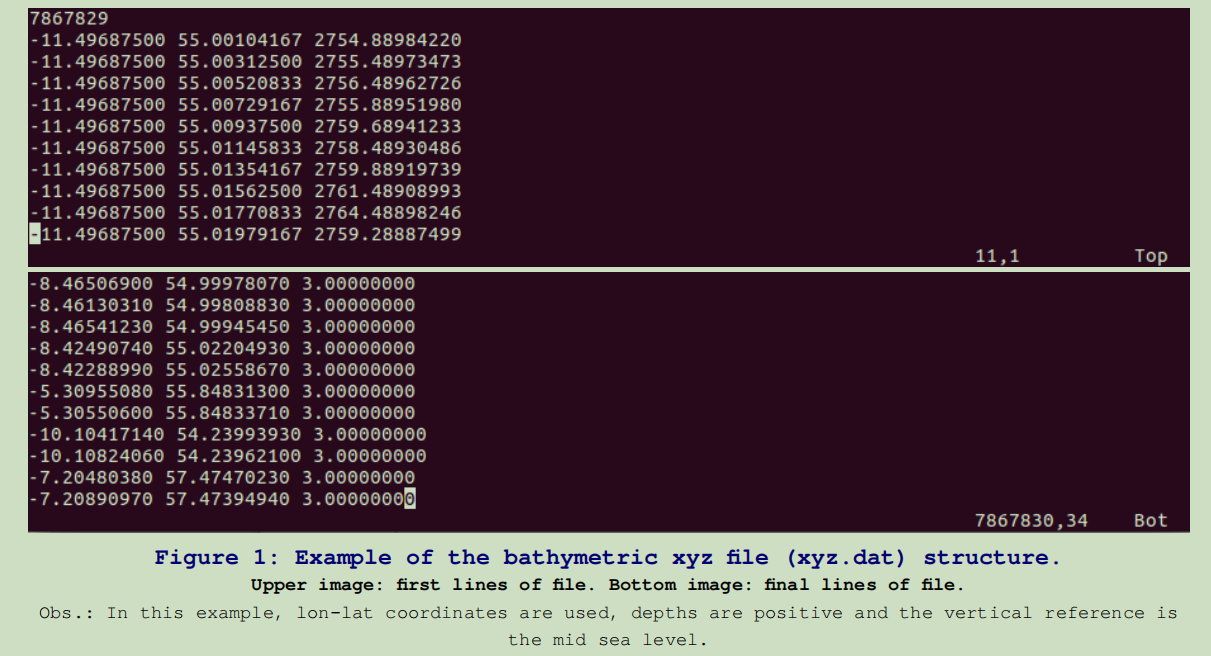 7867829
-11.49687500 55.00104167 2754.88984220
-11.49687500 55.00312500 2755.48973473
-11.49687500 55.00520833 2756.48962726
-11.49687500 55.00729167 2755.88951980
-11.49687500 55.00937500 2759.68941233
-11.49687500 55.01145833 2758.48930486
-11.49687500 55.01354167 2759.88919739
-11.49687500 55.01562500 2761.48908993
-11.49687500 55.01770833 2764.48898246
-11.49687500 55.01979167 2759.28887499
11,1 Top
-8.46506900 54.99978070 3.00000000
-8.46130310 54.99808830 3.00000000
-8.46541230 54.99945450 3.00000000
-8.42490740 55.02204930 3.00000000
-8.42288990 55.02558670 3.00000000
-5.30955080 55.84831300 3.00000000
-5.30550600 55.84833710 3.00000000
-10.10417140 54.23993930 3.00000000
-10.10824060 54.23962100 3.00000000
-7.20480380 57.47470230 3.00000000
-7.20890970 57.47394940 3.00000000
7867830,34 Bot
Figure 1: Example of the bathymetric xyz file (xyz.dat) structure.
Upper image: first lines of file. Bottom image: final lines of file.
Obs.: In this example, lon-lat coordinates are used, depths are positive and the vertical reference is
the mid sea level.